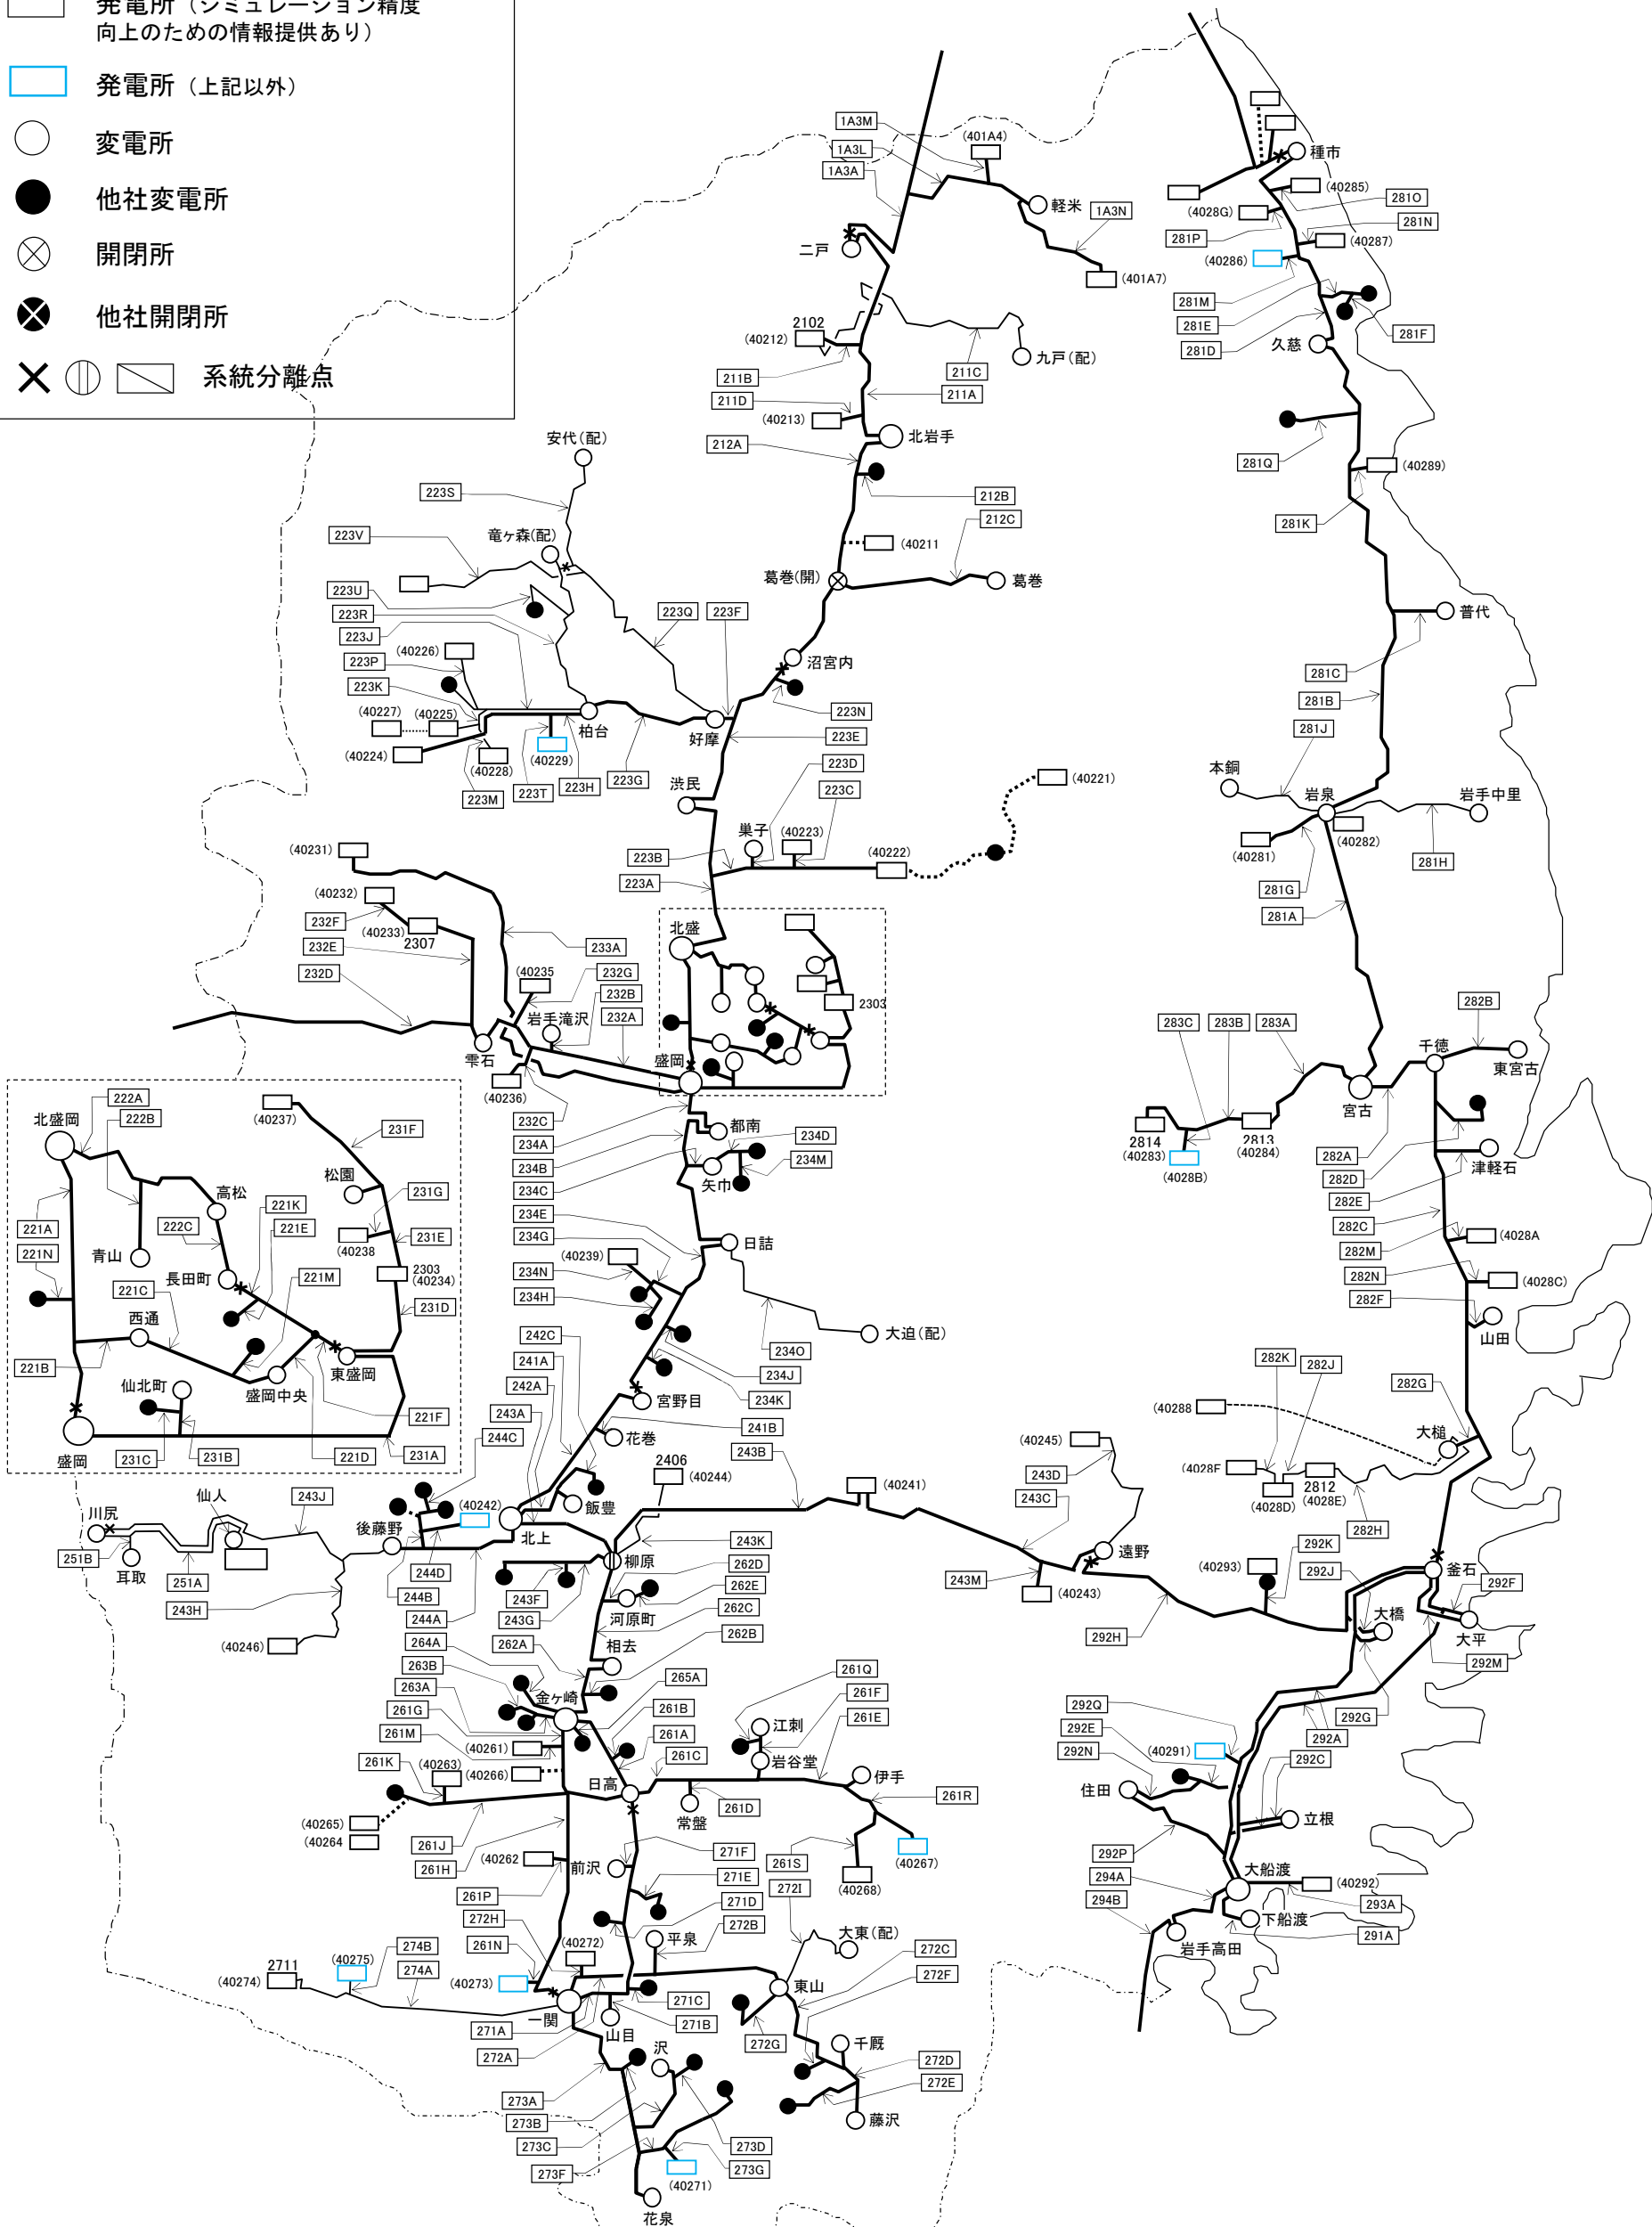 発電所（シミュレーション精度
向上のための情報提供あり）
発電所（上記以外）
変電所
他社変電所
開閉所
他社開閉所
系統分離点
1A3M
(401A4)
1A3L
1A3A
軽米
1A3N
二戸
(401A7)
種市
(40285)
281O
(4028G)
281N
281P
(40287)
(40286)
281M
281E
281F
281D
久慈
2102
(40212)
九戸(配)
211B
211C
211D
211A
(40213)
北岩手
212A
281Q
(40289)
安代(配)
223S
212B
212C
281K
223V
竜ヶ森(配)
(40211
葛巻(開)
葛巻
223U
223R
223Q
223F
普代
223J
(40226)
223P
沼宮内
281C
223K
281B
(40227)
(40225)
223N
281J
柏台
好摩
223E
(40224)
(40228)
(40229)
223D
223M
223T
223H
223G
渋民
223C
(40221)
本銅
岩泉
岩手中里
巣子
(40223)
(40231)
223B
(40222)
(40281)
(40282)
281H
223A
281G
(40232)
281A
232F
(40233)
2307
北盛
232E
233A
232D
232G
(40235
232B
2303
岩手滝沢
232A
282B
283C
283B
283A
雫石
盛岡
千徳
東宮古
(40236)
宮古
222A
232C
都南
北盛岡
222B
(40237)
231F
234A
234D
2814
(40283)
2813
(40284)
234B
234M
282A
津軽石
(4028B)
234C
矢巾
282D
松園
高松
231G
282E
221K
234E
221A
222C
221E
231E
282C
234G
日詰
(4028A
221N
青山
(40238
(40239)
282M
長田町
221M
2303
(40234)
234N
282N
(4028C)
221C
234H
282F
西通
231D
山田
242C
大迫(配)
221B
東盛岡
241A
234O
282K
282J
仙北町
盛岡中央
242A
234J
282G
宮野目
234K
(40288
221F
243A
花巻
241B
大槌
盛岡
231C
231B
221D
231A
244C
243B
2406
(40244)
(40245)
(4028F
2812
(4028E)
(4028D)
仙人
243J
(40242)
飯豊
(40241)
243D
川尻
後藤野
北上
243C
282H
251B
243K
292K
耳取
251A
244D
柳原
262D
遠野
(40293)
292J
釜石
244B
243F
262E
243M
(40243)
292F
243H
244A
243G
河原町
262C
大橋
264A
262A
相去
262B
292H
大平
(40246)
263B
265A
261Q
292M
263A
金ヶ崎
261F
292Q
292G
261G
261B
江刺
261E
292E
292A
261M
261A
(40261)
岩谷堂
292N
(40291)
292C
261K
(40263)
261C
(40266)
日高
伊手
住田
261R
261D
常盤
立根
(40265)
(40264
261J
271F
292P
261H
(40262
前沢
261S
(40267)
271E
大船渡
294A
(40268)
(40292)
261P
272I
294B
293A
271D
272H
272B
下船渡
平泉
大東(配)
291A
261N
(40272)
岩手高田
274B
272C
2711
(40275)
(40274)
274A
272F
(40273)
東山
一関
271C
271A
山目
271B
272G
272A
沢
千厩
272D
272E
273A
藤沢
273B
273C
273D
273F
273G
(40271)
花泉